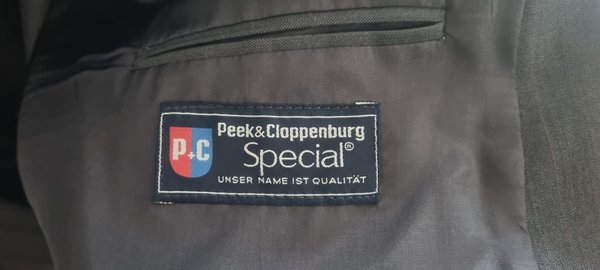 P+C
Peek&Cloppenburg
Special®
UNSER NAME IST QUALITÄT